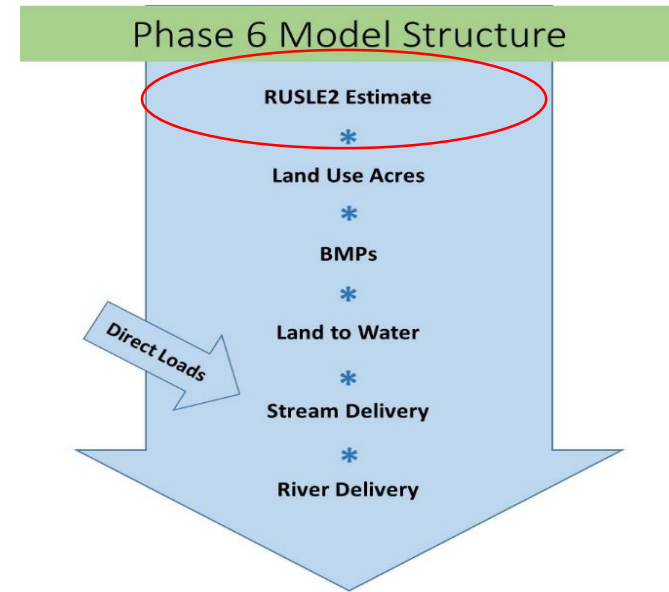 Phase 6 Model Structure
RUSLE2 Estimate
*
Land Use Acres
*
BMPs
*
Land to Water
Direct Loads
*
Stream Delivery
*
River Delivery